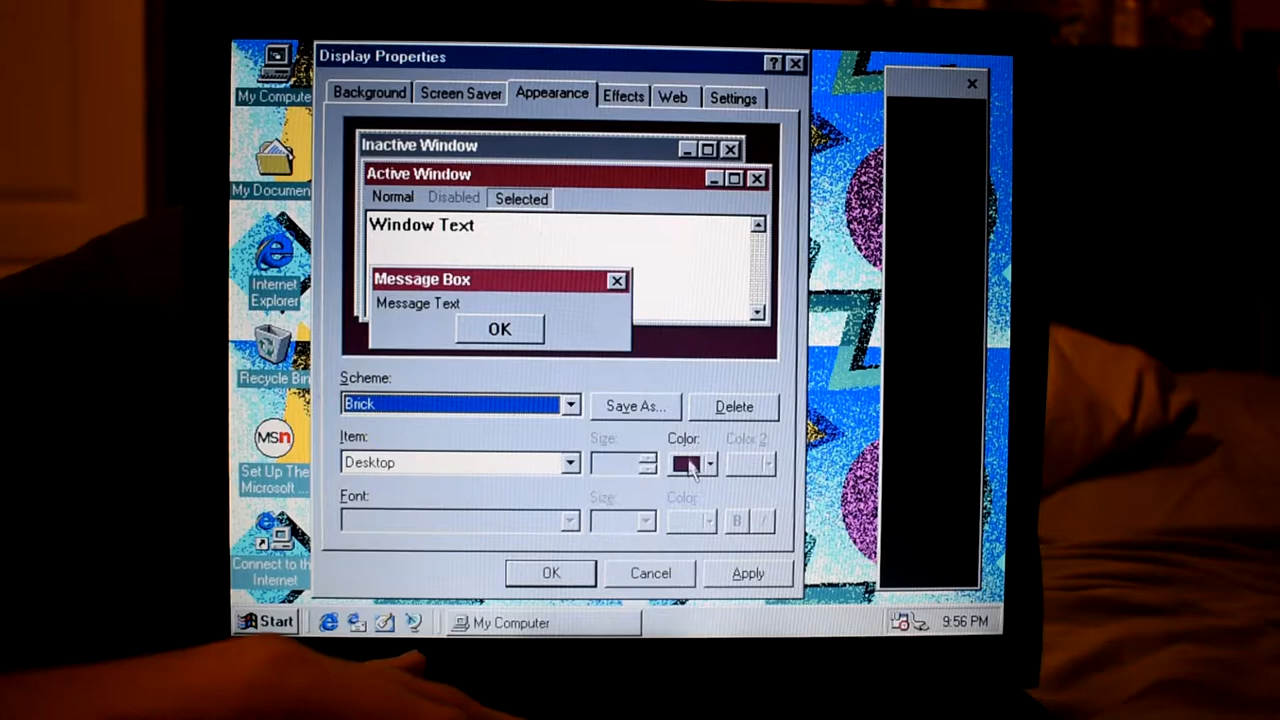 My Compute
My Documen
Internet
Explorer
Recycle Bin
MSN
Set Up The
Microsoft ...
Connect to the
Internet
Display Properties
Background
Screen Saver
Appearance
Effects
Web
Settings
Inactive Window
Active Window
Normal
Disabled
Selected
Window Text
Message Box
Message Text
OK
Scheme:
Brick
Save As...
Delete
Item:
Size:
Color:
Color 2
Desktop
Font:
Size:
Color
B
/
OK
Cancel
Apply
Start
My Computer
9:56 PM